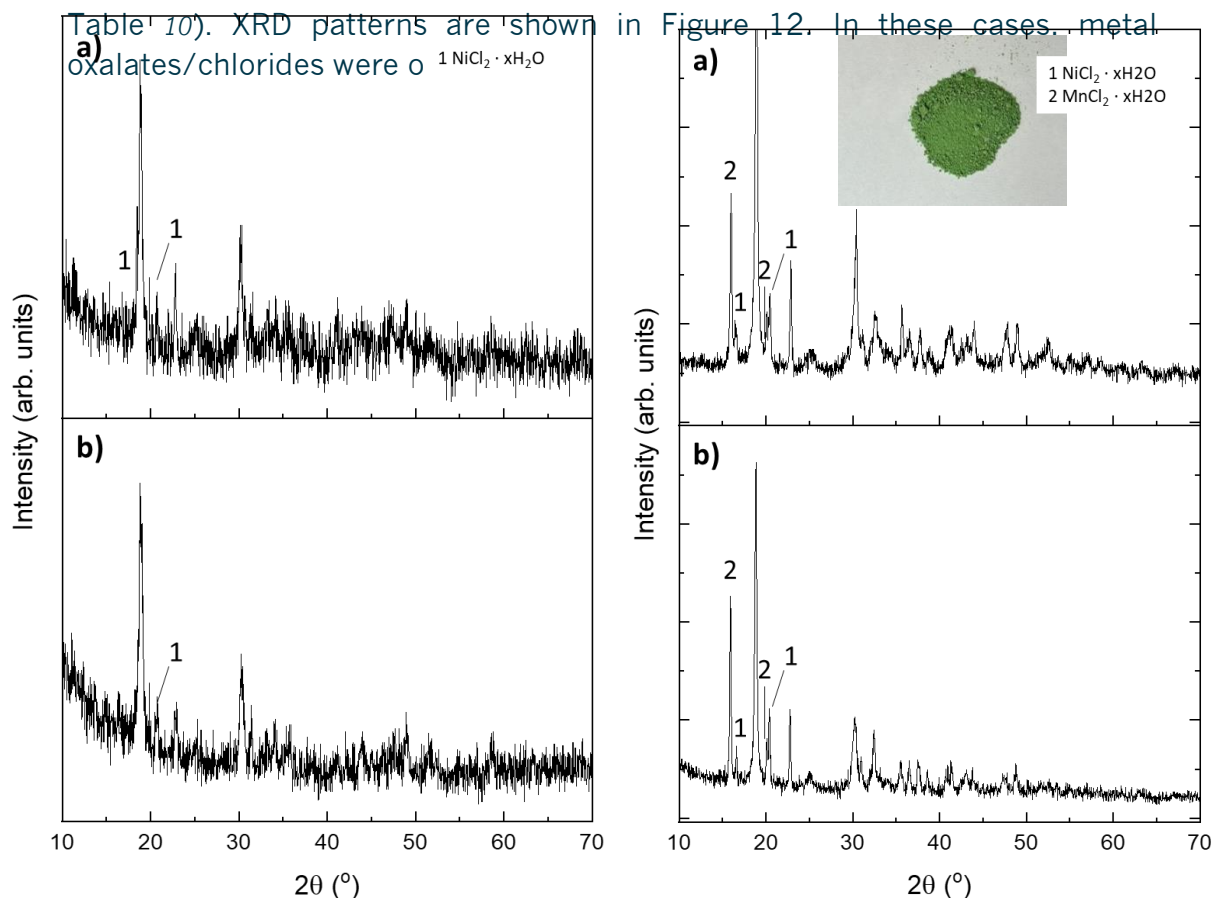 Table 10). XRD patterns are shown in Figure 12. In these cases, metal
oxalates/chlorides were o
a)
1 NiCl₂ · xH₂O
1
1
Intensity (arb. units)
b)
1
10 20 30 40 50 60 70
2θ (°)
a)
1 NiCl₂ · xH2O
2 MnCl₂ · xH2O
2
1
2
1
Intensity (arb. units)
b)
2
1
2
1
10 20 30 40 50 60 70
2θ (°)